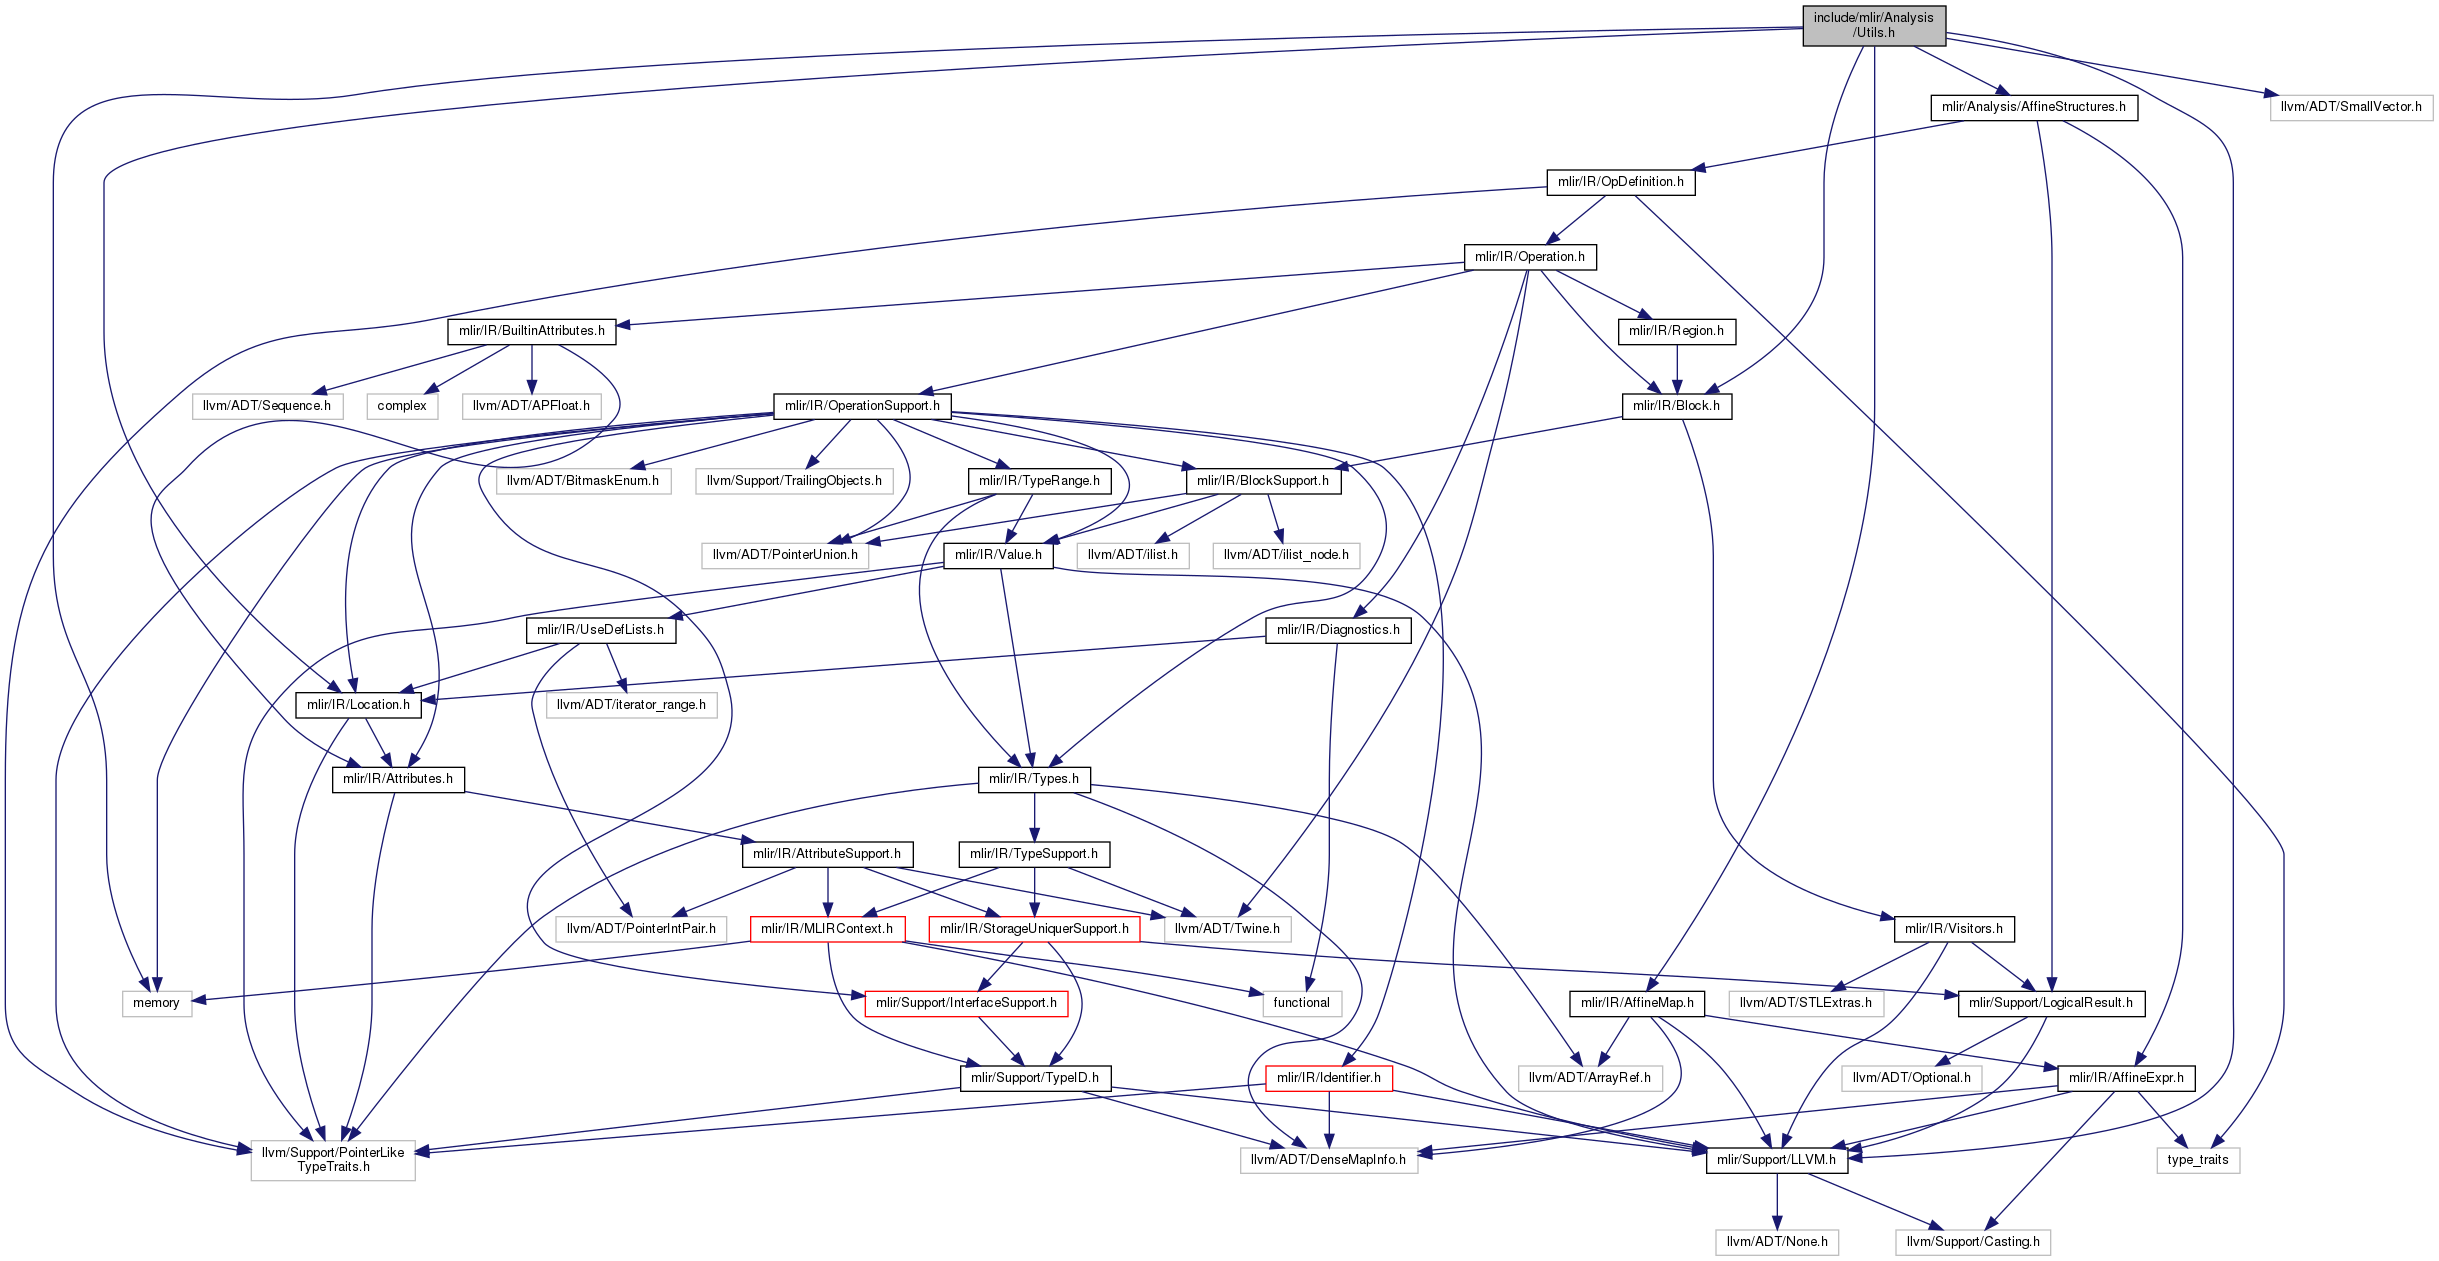 include/mlir/Analysis
/Utils.h
mlir/Analysis/AffineStructures.h
llvm/ADT/SmallVector.h
mlir/IR/OpDefinition.h
mlir/IR/Operation.h
mlir/IR/BuiltinAttributes.h
mlir/IR/Region.h
llvm/ADT/Sequence.h
complex
llvm/ADT/APFloat.h
mlir/IR/OperationSupport.h
mlir/IR/Block.h
llvm/ADT/BitmaskEnum.h
llvm/Support/TrailingObjects.h
mlir/IR/TypeRange.h
mlir/IR/BlockSupport.h
llvm/ADT/PointerUnion.h
mlir/IR/Value.h
llvm/ADT/ilist.h
llvm/ADT/ilist_node.h
mlir/IR/UseDefLists.h
mlir/IR/Diagnostics.h
mlir/IR/Location.h
llvm/ADT/iterator_range.h
mlir/IR/Attributes.h
mlir/IR/Types.h
mlir/IR/AttributeSupport.h
mlir/IR/TypeSupport.h
llvm/ADT/PointerIntPair.h
mlir/IR/MLIRContext.h
mlir/IR/StorageUniquerSupport.h
llvm/ADT/Twine.h
mlir/IR/Visitors.h
memory
mlir/Support/InterfaceSupport.h
functional
mlir/IR/AffineMap.h
llvm/ADT/STLExtras.h
mlir/Support/LogicalResult.h
mlir/Support/TypeID.h
mlir/IR/Identifier.h
llvm/ADT/ArrayRef.h
llvm/ADT/Optional.h
mlir/IR/AffineExpr.h
llvm/Support/PointerLike
TypeTraits.h
llvm/ADT/DenseMapInfo.h
mlir/Support/LLVM.h
type_traits
llvm/ADT/None.h
llvm/Support/Casting.h